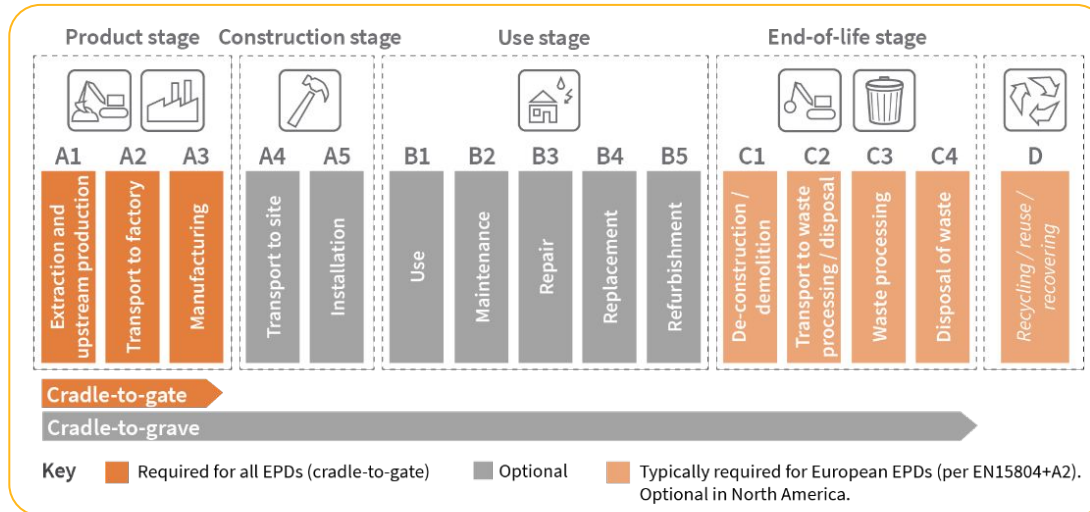 Product stage
Construction stage
Use stage
End-of-life stage
A1
A2
A3
A4
A5
B1
B2
B3
B4
B5
C1
C2
C3
C4
D
Extraction and
upstream production
Transport to factory
Manufacturing
Transport to site
Installation
Use
Maintenance
Repair
Replacement
Refurbishment
De-construction /
demolition
Transport to waste
processing / disposal
Waste processing
Disposal of waste
Recycling / reuse /
recovering
Cradle-to-gate
Cradle-to-grave
Key
Required for all EPDs (cradle-to-gate)
Optional
Typically required for European EPDs (per EN15804+A2).
Optional in North America.